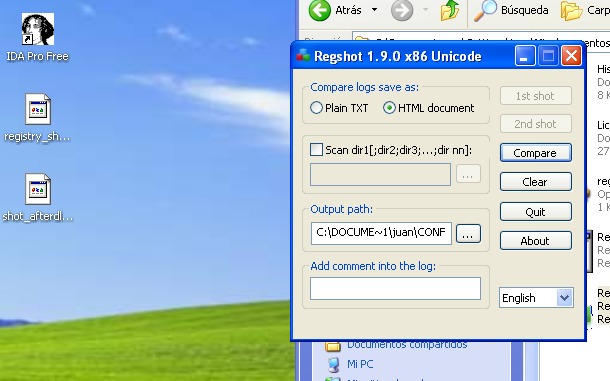 IDA Pro Free
registry_sh...
shot_afterdl...
Atrás
Búsqueda
Carp
Regshot 1.9.0 x86 Unicode
Compare logs save as:
Plain TXT
HTML document
Scan dir1[;dir2;dir3;...;dir nn]:
...
Output path:
C:\DOCUME~1\juan\CONF
...
Add comment into the log:
1st shot
2nd shot
Compare
Clear
Quit
About
English
His
8 K
Lic
Do
27
reg
Op
1 K
Re
Re
Re
Re
Re
Documentos compartidos
Mi PC